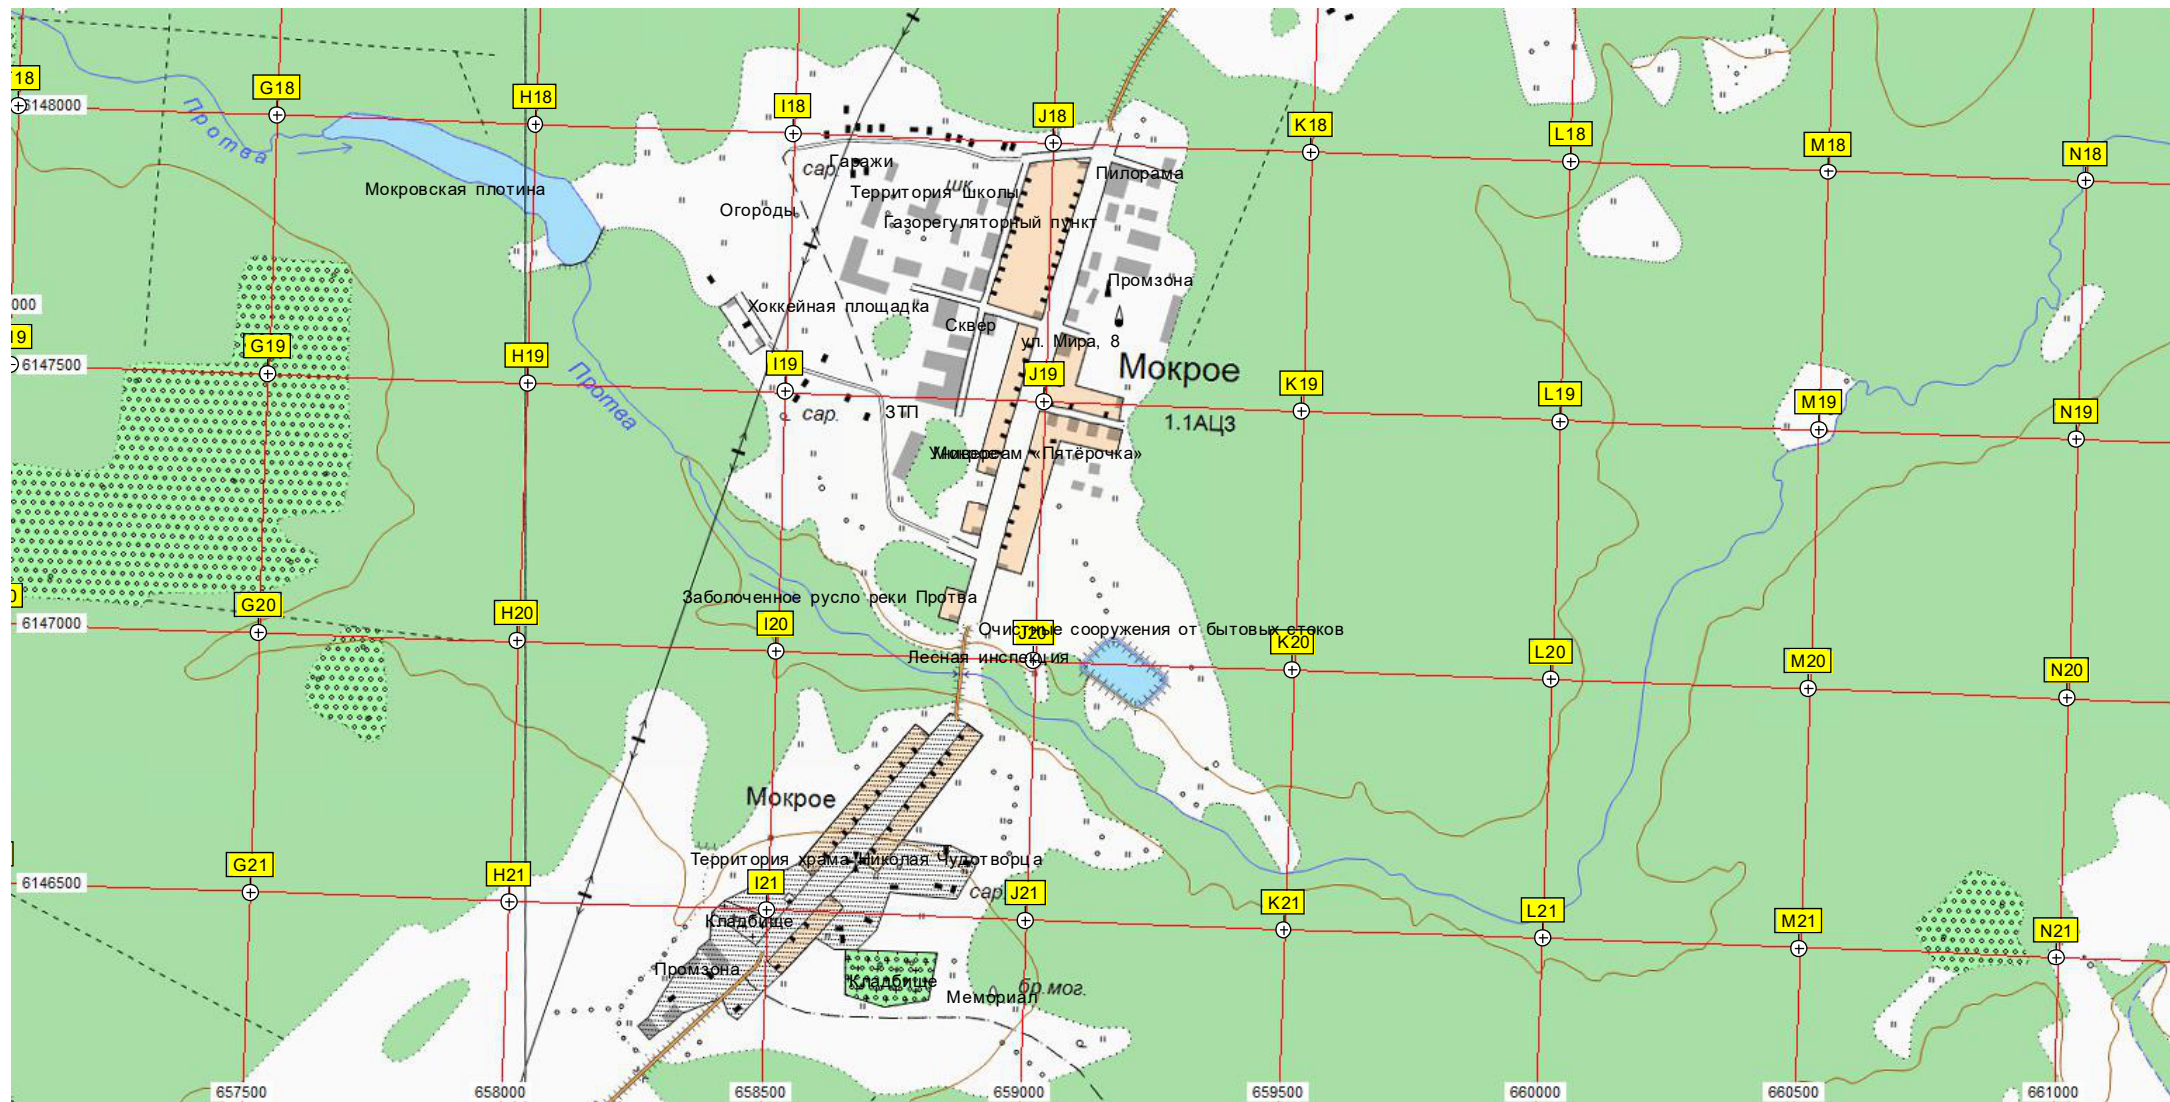 18
G18
H18
I18
J18
K18
L18
M18
N18
6148000
Протва
Мокровская плотина
сар.
Гаражи
шк.
Территория школы
Пилорама
Огороды
Газорегуляторный пункт
Промзона
000
Хоккейная площадка
Сквер
ул. Мира, 8
19
G19
H19
I19
J19
K19
L19
M19
N19
6147500
Протва
Мокрое
1.1АЦЗ
сар.
ЗТП
«Пятёрочка»
Заболоченное русло реки Протва
G20
H20
I20
J20
K20
L20
M20
N20
6147000
Очистные сооружения от бытовых стоков
Лесная инспекция
Мокрое
Территория храма Николая Чудотворца
сар.
G21
H21
I21
J21
K21
L21
M21
N21
6146500
Кладбище
Промзона
Кладбище
Мемориал
бр.мог.
657500
658000
658500
659000
659500
660000
660500
661000